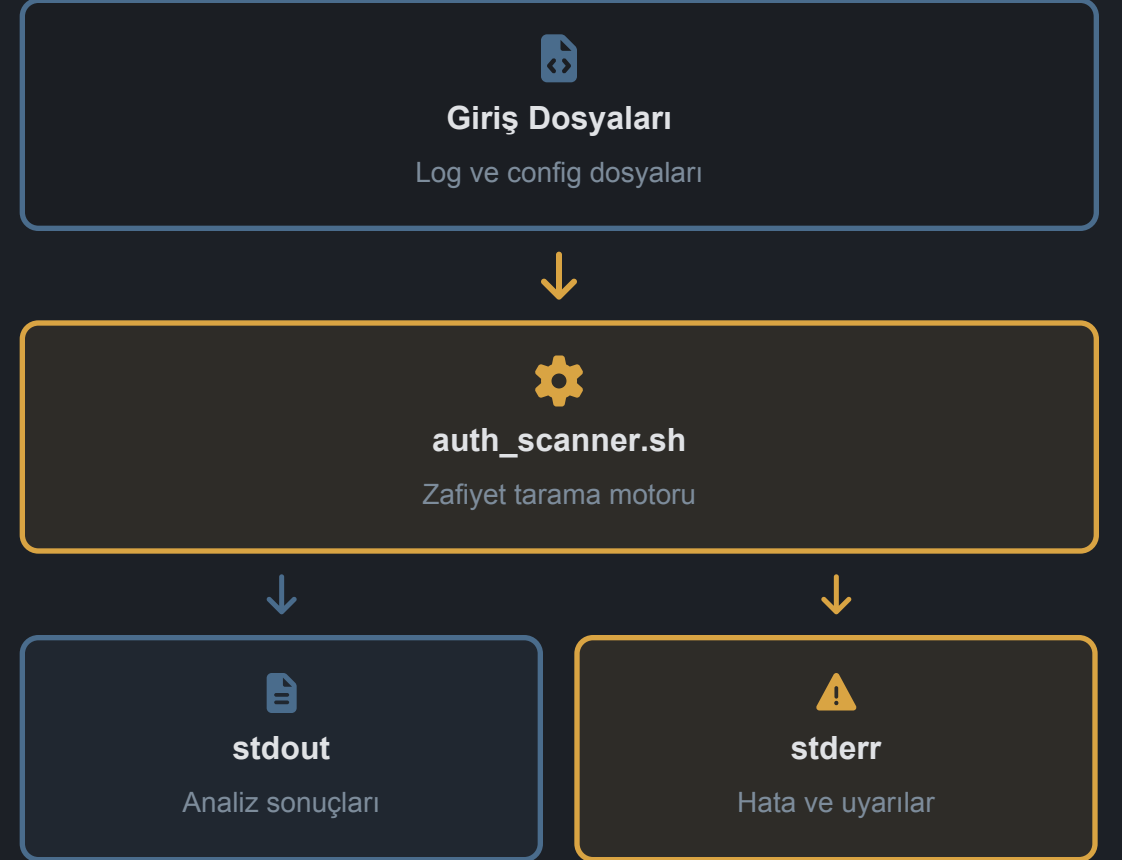 Giriş Dosyaları
Log ve config dosyaları
auth_scanner.sh
Zafiyet tarama motoru
stdout
Analiz sonuçları
stderr
Hata ve uyarılar